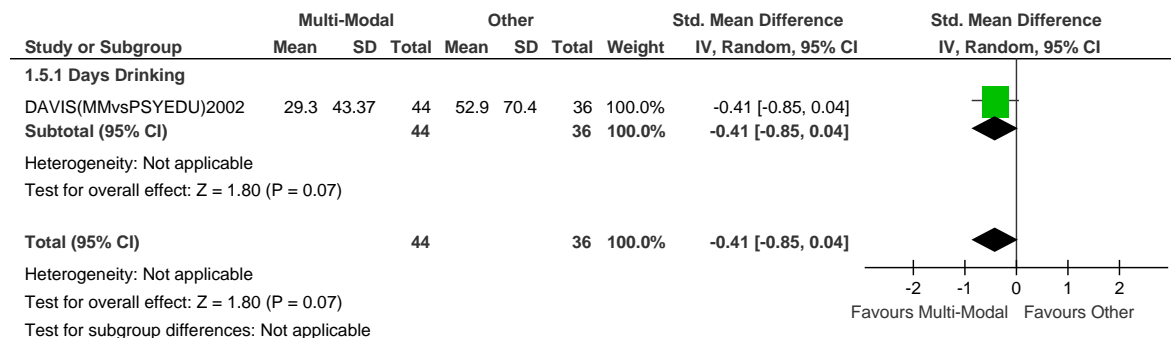 Multi-Modal Other Std. Mean Difference Std. Mean Difference
Study or Subgroup Mean SD Total Mean SD Total Weight IV, Random, 95% CI IV, Random, 95% CI
1.5.1 Days Drinking
DAVIS(MMvsPSYEDU)2002 29.3 43.37 44 52.9 70.4 36 100.0% -0.41 [-0.85, 0.04]
Subtotal (95% CI) 44 36 100.0% -0.41 [-0.85, 0.04]
Heterogeneity: Not applicable
Test for overall effect: Z = 1.80 (P = 0.07)
Total (95% CI) 44 36 100.0% -0.41 [-0.85, 0.04]
Heterogeneity: Not applicable
Test for overall effect: Z = 1.80 (P = 0.07)
Test for subgroup differences: Not applicable
-2 -1 0 1 2
Favours Multi-Modal Favours Other